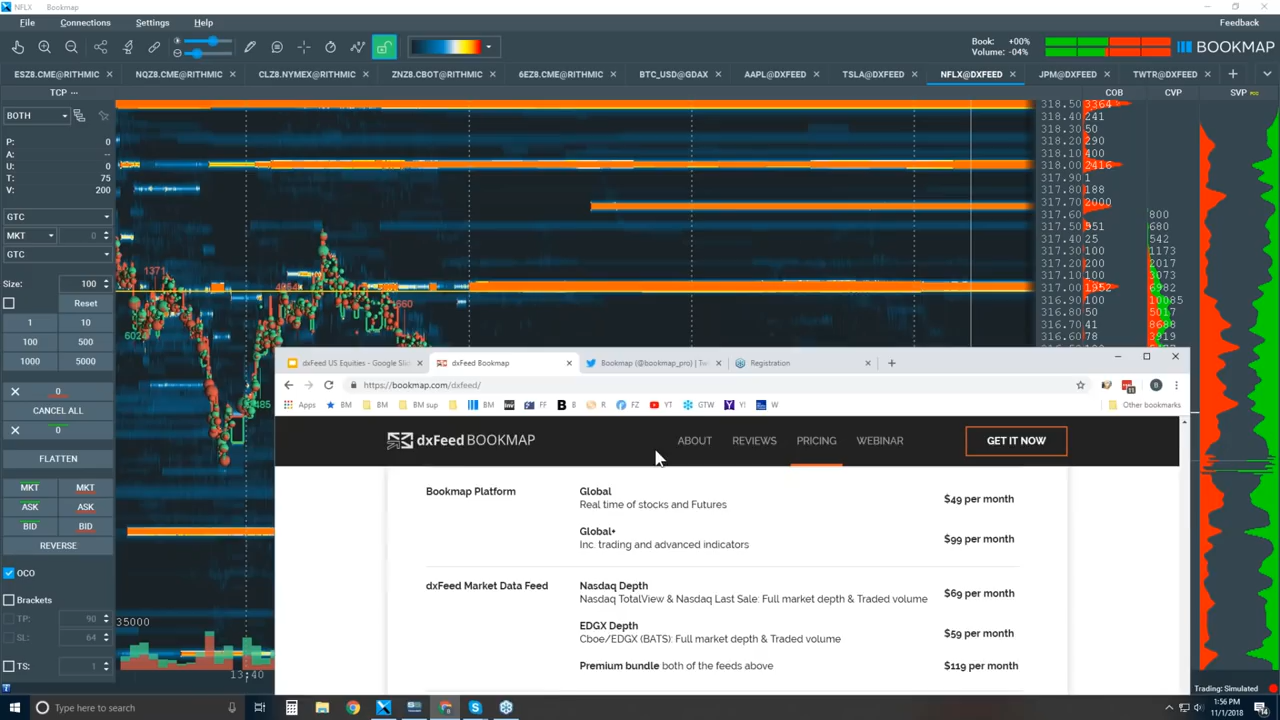 NFLX Bookmap
File Connections Settings Help Feedback
Book: +00%
Volume: -04%
BOOKMAP
ESZ8.CME@RITHMIC NQZ8.CME@RITHMIC CLZ8.NYMEX@RITHMIC ZNZ8.CBOT@RITHMIC 6EZ8.CME@RITHMIC BTC_USD@GDAX AAPL@DXFEED TSLA@DXFEED NFLX@DXFEED JPM@DXFEED TWTR@DXFEED
TCP COB CVP SVP
BOTH
P: 0
A: --
U: 0
T: 75
V: 200
GTC
MKT 0
GTC
Size: 100
Reset
1 10
100 500
1000 5000
0
CANCEL ALL
0
FLATTEN
MKT MKT
ASK ASK
BID BID
REVERSE
OCO
Brackets
TP: 90
SL: 64
TS: 1
1371
660
35000
13:40
318.50 3364
318.40 241
318.30 50
318.20 290
318.10 400
318.00 2416
317.90 1
317.80 188
317.70 2000
317.60 800
317.50 680
317.40 25 542
317.30 100 1173
317.20 200 2017
317.10 100 3073
317.00 1952 6982
316.90 100 10085
316.80 50 5017
316.70 41 8688
316.60
dxFeed US Equities - Google Sli dxFeed Bookmap Bookmap (@bookmap_pro) | Tw Registration
https://bookmap.com/dxfeed/
Apps BM BM BM sup BM FF B R FZ YT GTW Y! W Other bookmarks
dxFeed BOOKMAP ABOUT REVIEWS PRICING WEBINAR GET IT NOW
Bookmap Platform Global $49 per month
Real time of stocks and Futures
Global+ $99 per month
Inc. trading and advanced indicators
dxFeed Market Data Feed Nasdaq Depth $69 per month
Nasdaq TotalView & Nasdaq Last Sale: Full market depth & Traded volume
EDGX Depth $59 per month
Cboe/EDGX (BATS): Full market depth & Traded volume
Premium bundle both of the feeds above $119 per month
Trading: Simulated
Type here to search
1:56 PM
11/1/2018
14